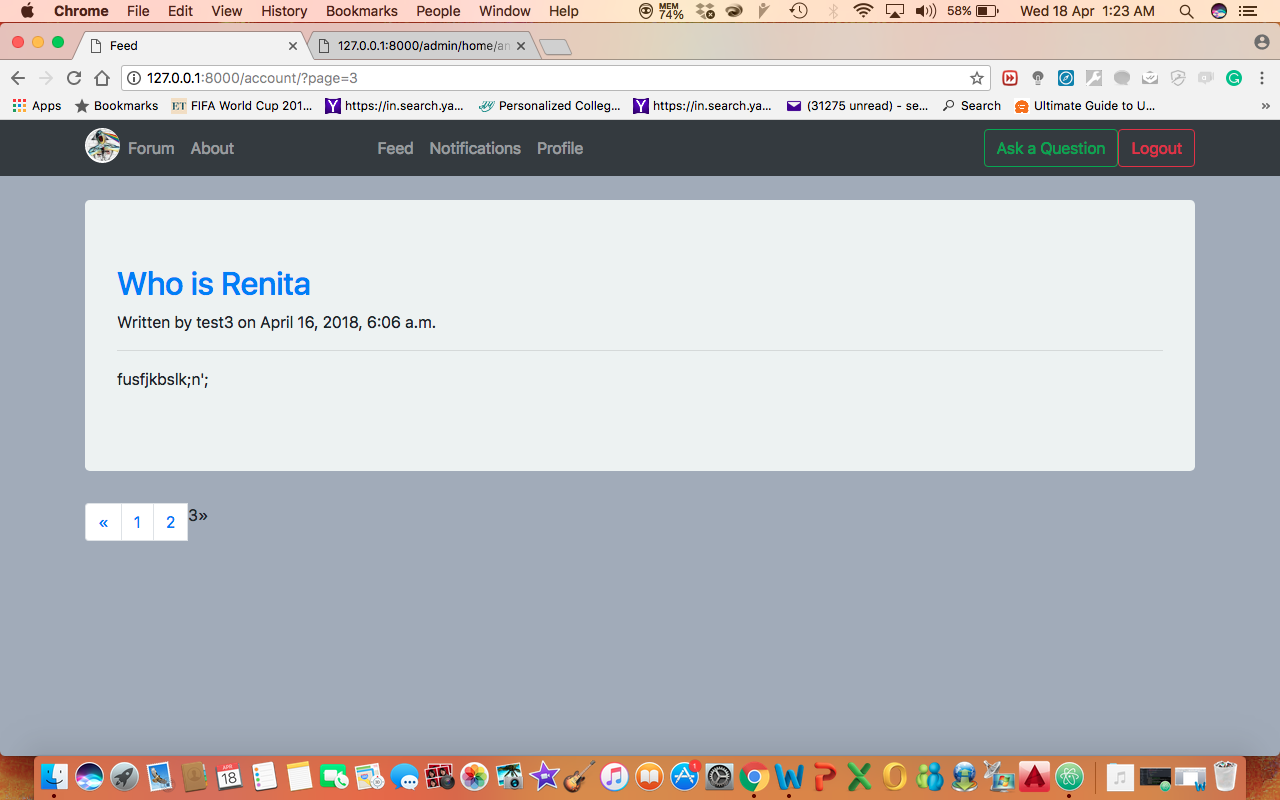 Chrome File Edit View History Bookmarks People Window Help MEM 74% 58% Wed 18 Apr 1:23 AM
Feed 127.0.0.1:8000/admin/home/an
127.0.0.1:8000/account/?page=3
Apps Bookmarks ET FIFA World Cup 201... https://in.search.ya... Personalized Colleg... https://in.search.ya... (31275 unread) - se... Search Ultimate Guide to U... »
Forum About Feed Notifications Profile Ask a Question Logout
Who is Renita
Written by test3 on April 16, 2018, 6:06 a.m.
fusfjkbslk;n';
« 1 2 3»
APR 18 1